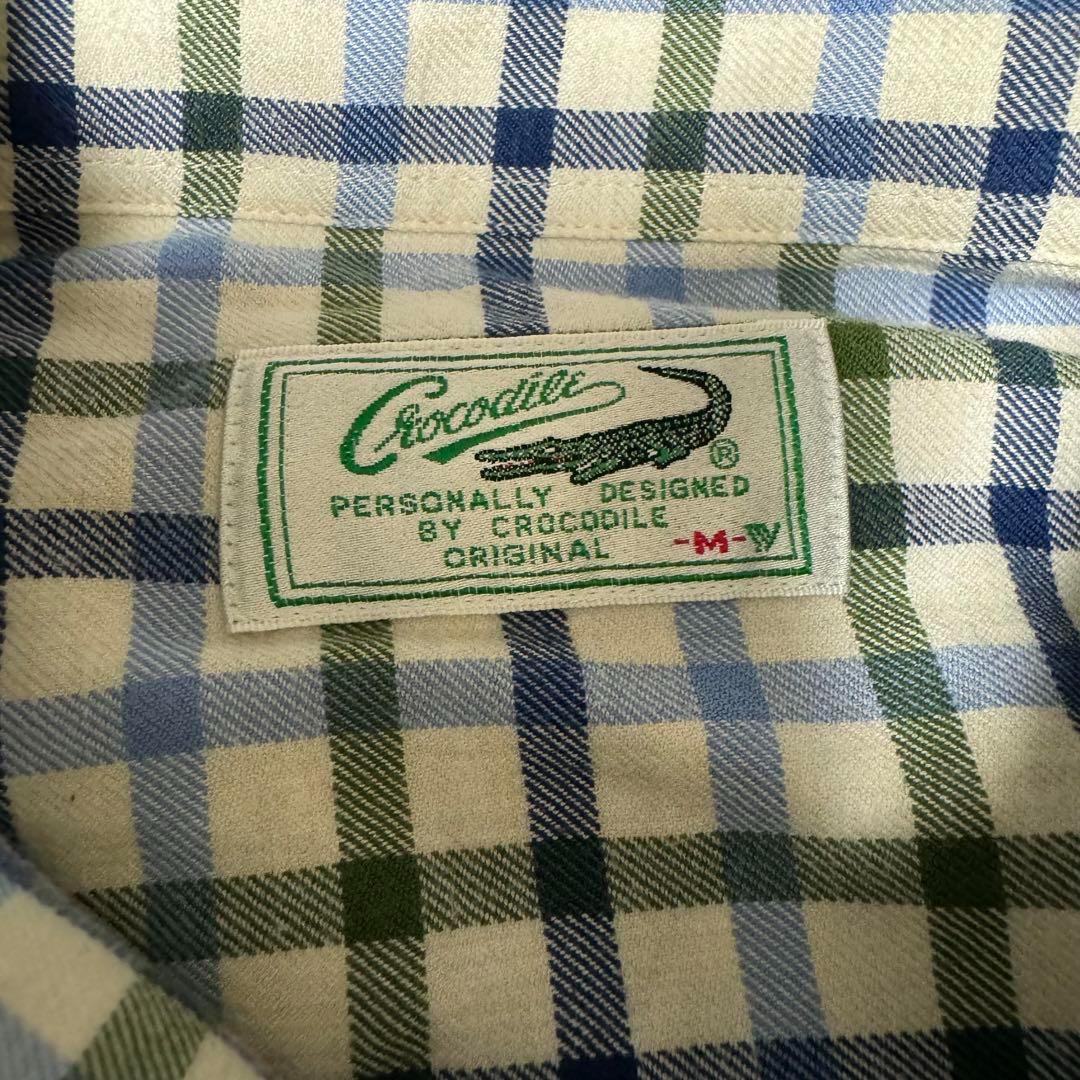 Crocodile
®
PERSONALLY DESIGNED
BY CROCODILE
ORIGINAL -M-W